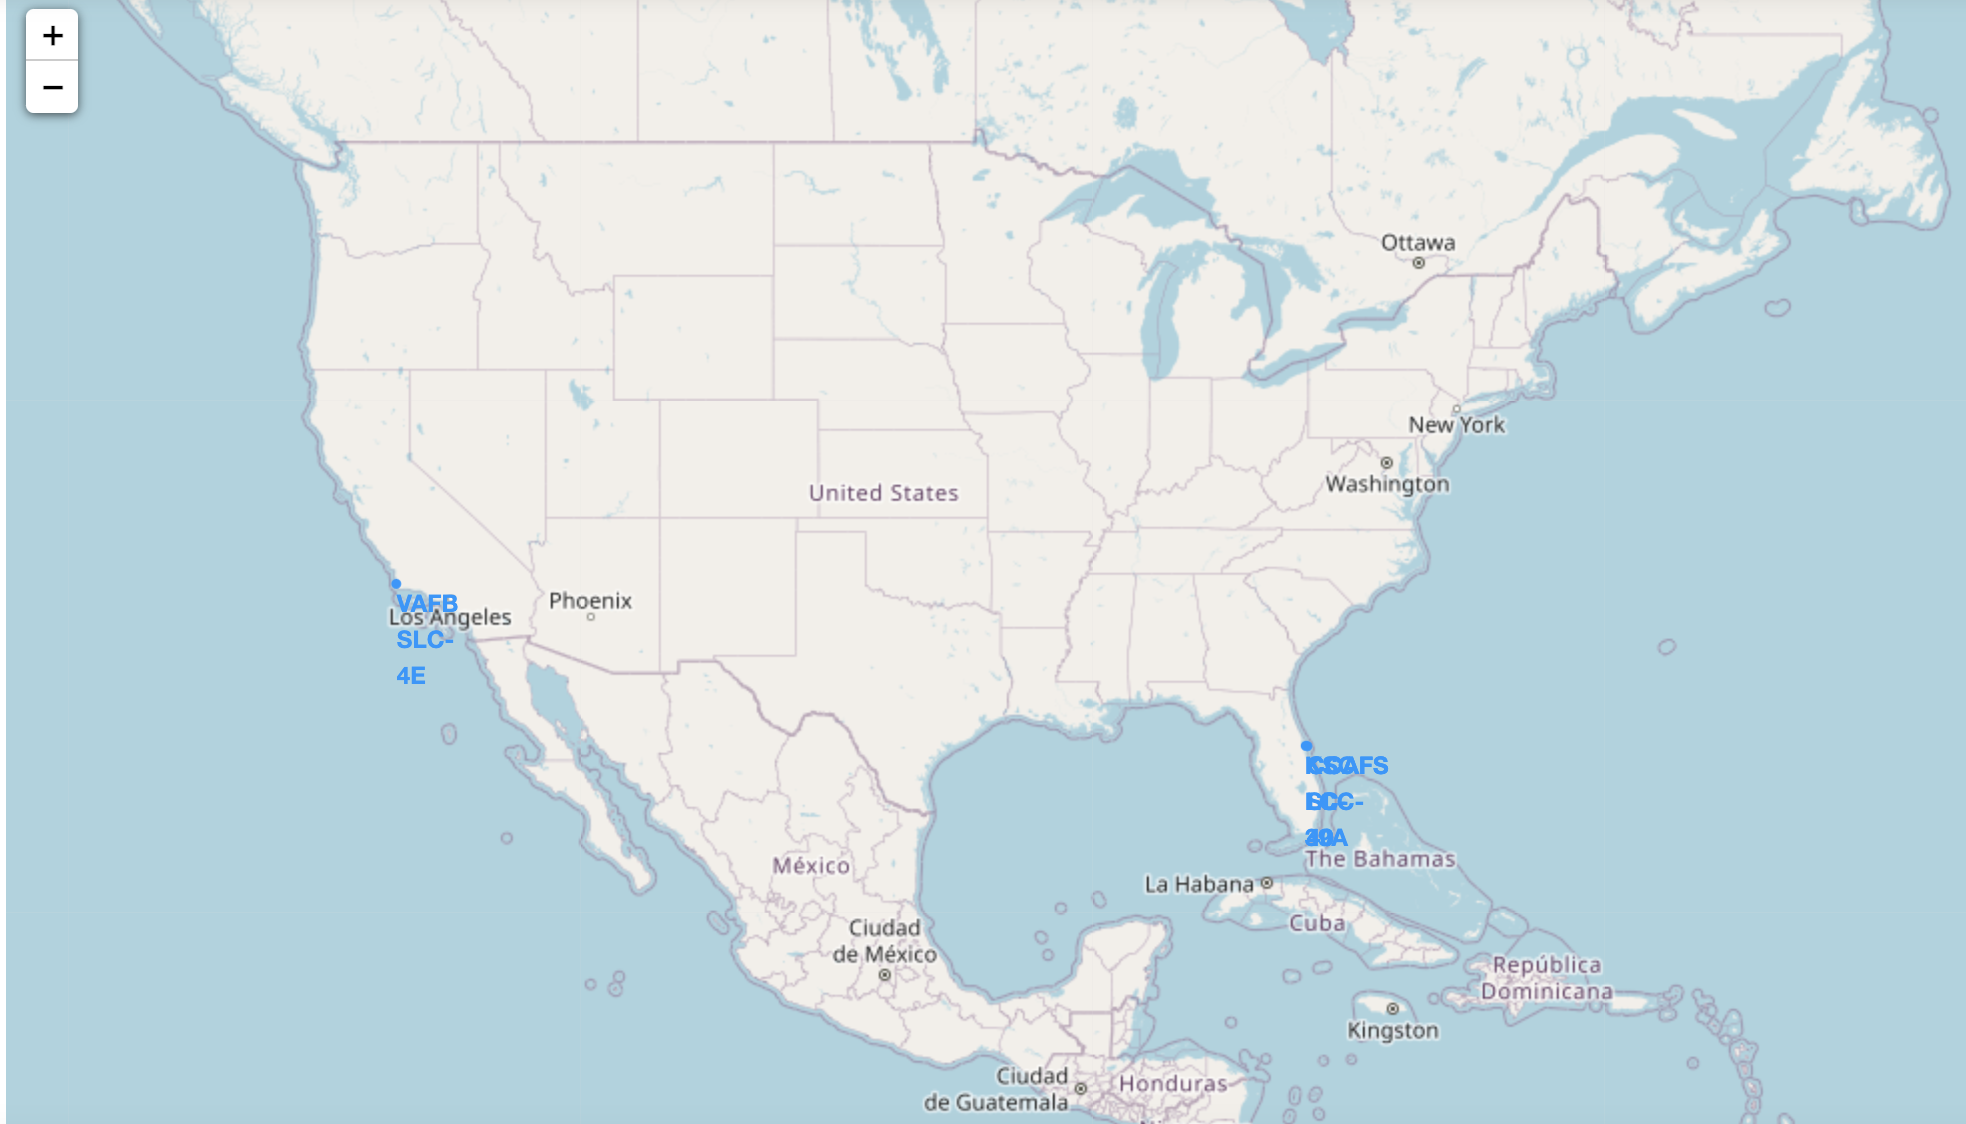 +
−
Ottawa
New York
Washington
United States
Phoenix
VAFB
Los Angeles
SLC-
4E
The Bahamas
México
La Habana
Cuba
Ciudad
de México
República
Dominicana
Kingston
Ciudad
de Guatemala
Honduras